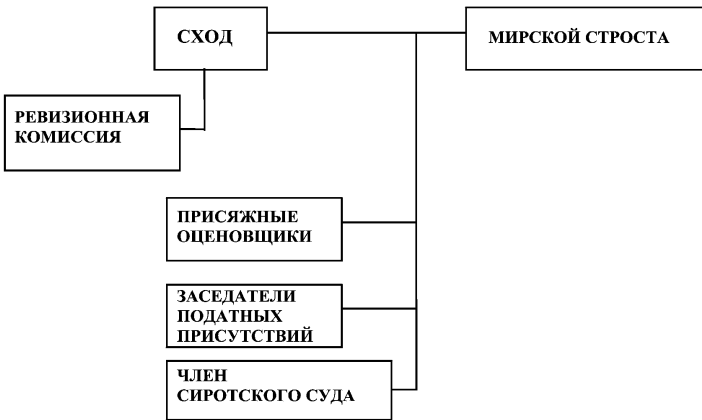 СХОД
МИРСКОЙ СТРОСТА
РЕВИЗИОННАЯ
КОМИССИЯ
ПРИСЯЖНЫЕ
ОЦЕНОВЩИКИ
ЗАСЕДАТЕЛИ
ПОДАТНЫХ
ПРИСУТСТВИЙ
ЧЛЕН
СИРОТСКОГО СУДА